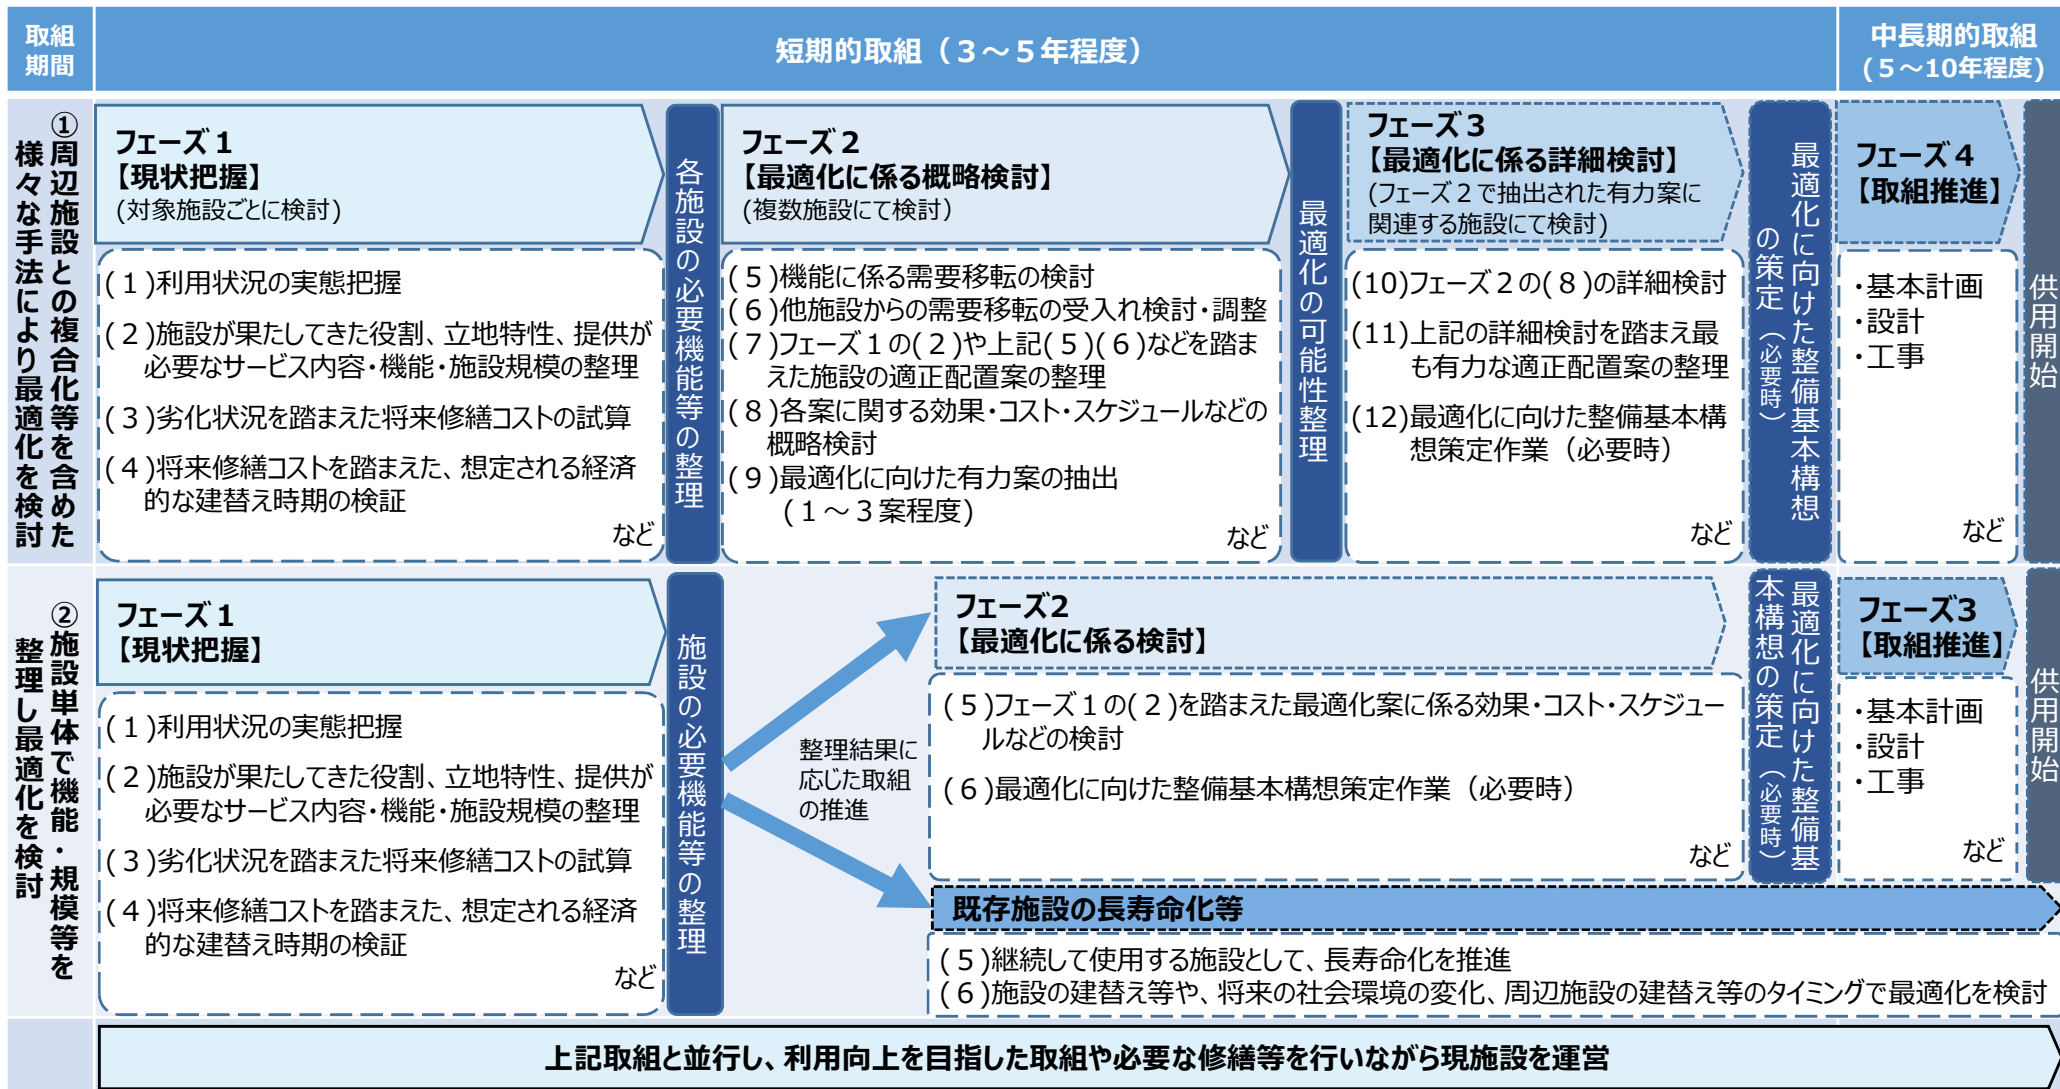 取組
期間
短期的取組（３～５年程度）
中長期的取組
(５～10年程度)
①周辺施設との複合化等を含めた
様々な手法により最適化を検討
フェーズ１
【現状把握】
(対象施設ごとに検討)
(１)利用状況の実態把握
(２)施設が果たしてきた役割、立地特性、提供が
必要なサービス内容・機能・施設規模の整理
(３)劣化状況を踏まえた将来修繕コストの試算
(４)将来修繕コストを踏まえた、想定される経済
的な建替え時期の検証
など
各施設の必要機能等の整理
フェーズ２
【最適化に係る概略検討】
(複数施設にて検討)
(５)機能に係る需要移転の検討
(６)他施設からの需要移転の受入れ検討・調整
(７)フェーズ１の(２)や上記(５)(６)などを踏ま
えた施設の適正配置案の整理
(８)各案に関する効果・コスト・スケジュールなどの
概略検討
(９)最適化に向けた有力案の抽出
(１～３案程度)
など
最適化の可能性整理
フェーズ３
【最適化に係る詳細検討】
(フェーズ２で抽出された有力案に
関連する施設にて検討)
(10)フェーズ２の(８)の詳細検討
(11)上記の詳細検討を踏まえ最
も有力な適正配置案の整理
(12)最適化に向けた整備基本構
想策定作業（必要時）
など
最適化に向けた整備基本構想
の策定（必要時）
フェーズ４
【取組推進】
・基本計画
・設計
・工事
など
供用開始
②施設単体で機能・規模等を
整理し最適化を検討
フェーズ１
【現状把握】
(１)利用状況の実態把握
(２)施設が果たしてきた役割、立地特性、提供が
必要なサービス内容・機能・施設規模の整理
(３)劣化状況を踏まえた将来修繕コストの試算
(４)将来修繕コストを踏まえた、想定される経済
的な建替え時期の検証
など
施設の必要機能等の整理
整理結果に
応じた取組
の推進
フェーズ2
【最適化に係る検討】
(５)フェーズ１の(２)を踏まえた最適化案に係る効果・コスト・スケジュー
ルなどの検討
(６)最適化に向けた整備基本構想策定作業（必要時）
など
最適化に向けた整備基
本構想の策定（必要時）
フェーズ3
【取組推進】
・基本計画
・設計
・工事
など
供用開始
既存施設の長寿命化等
(５)継続して使用する施設として、長寿命化を推進
(６)施設の建替え等や、将来の社会環境の変化、周辺施設の建替え等のタイミングで最適化を検討
上記取組と並行し、利用向上を目指した取組や必要な修繕等を行いながら現施設を運営